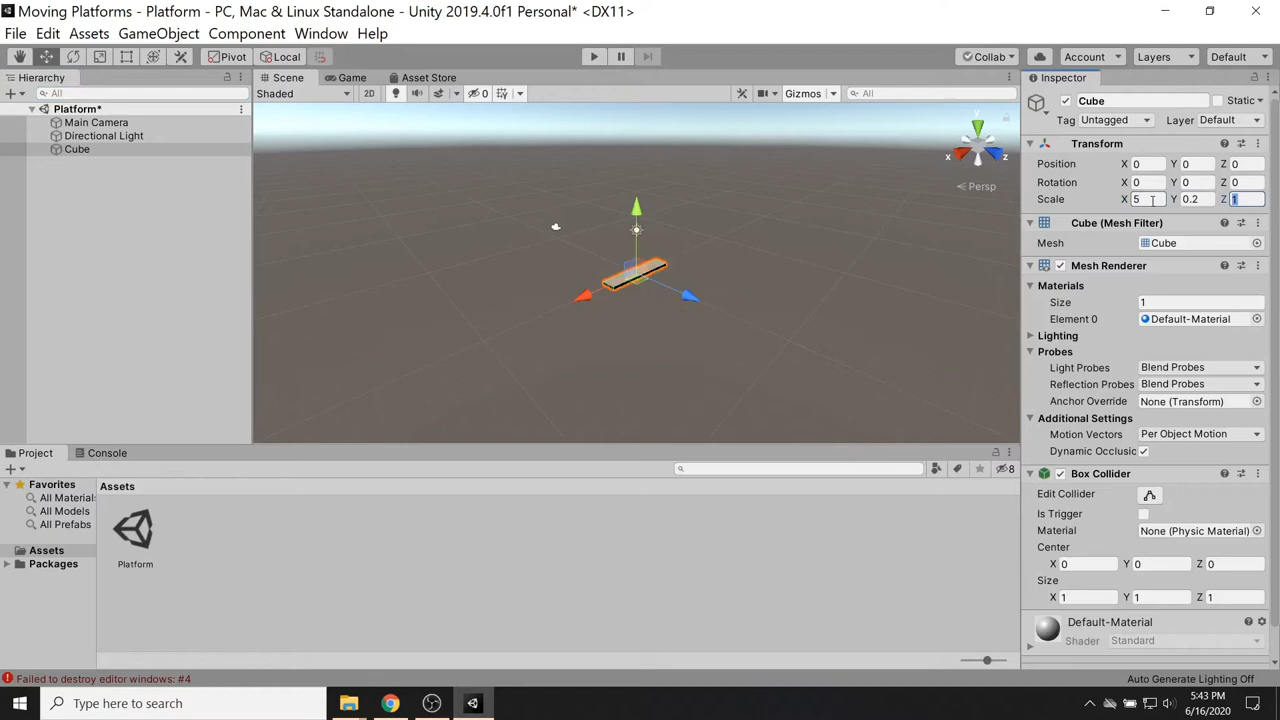 Moving Platforms - Platform - PC, Mac & Linux Standalone - Unity 2019.4.0f1 Personal* <DX11>
File Edit Assets GameObject Component Window Help
Pivot Local Collab Account Layers Default
Hierarchy Scene Game Asset Store Inspector
All Shaded 2D 0 Gizmos All
Cube Static
Platform*
Main Camera
Directional Light
Cube
y
x z
Persp
Tag Untagged Layer Default
Transform
Position X 0 Y 0 Z 0
Rotation X 0 Y 0 Z 0
Scale X 5 Y 0.2 Z 1
Cube (Mesh Filter)
Mesh Cube
Mesh Renderer
Materials
Size 1
Element 0 Default-Material
Lighting
Probes
Light Probes Blend Probes
Reflection Probes Blend Probes
Anchor Override None (Transform)
Additional Settings
Motion Vectors Per Object Motion
Dynamic Occlusic
Box Collider
Edit Collider
Is Trigger
Material None (Physic Material)
Center
X 0 Y 0 Z 0
Size
X 1 Y 1 Z 1
Default-Material
Shader Standard
Project Console
8
Favorites
All Materials
All Models
All Prefabs
Assets
Packages
Assets
Platform
Failed to destroy editor windows: #4
Auto Generate Lighting Off
Type here to search
5:43 PM
6/16/2020